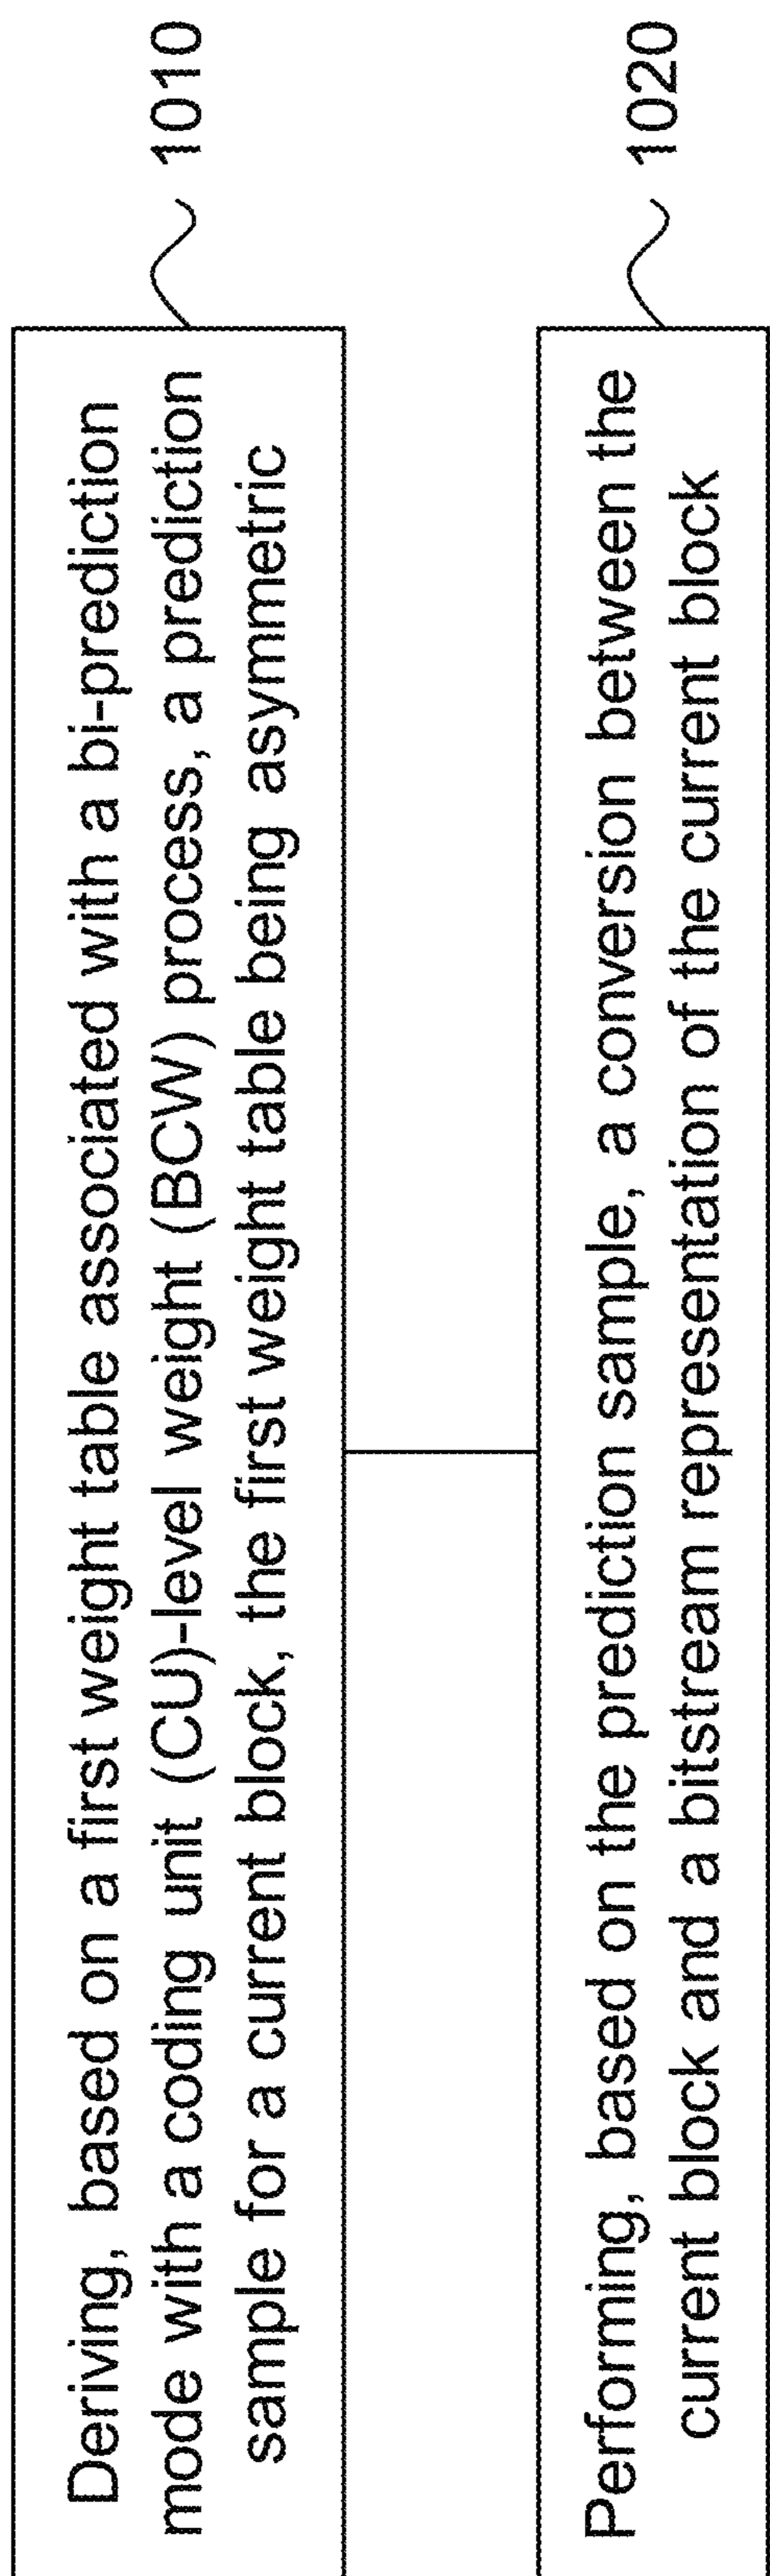 Deriving, based on a first weight table associated with a bi-prediction
mode with a coding unit (CU)-level weight (BCW) process, a prediction
sample for a current block, the first weight table being asymmetric
1010
Performing, based on the prediction sample, a conversion between the
current block and a bitstream representation of the current block
1020